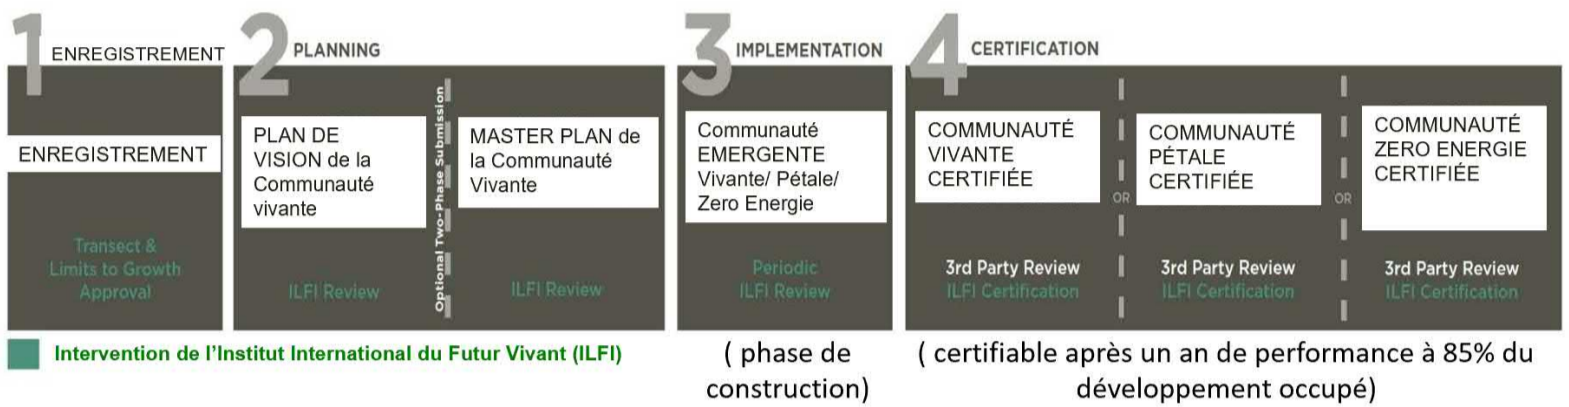 1 ENREGISTREMENT
ENREGISTREMENT
Transect &
Limits to Growth
Approval
2 PLANNING
PLAN DE
VISION de la
Communauté
vivante
ILFI Review
Optional Two-Phase Submission
MASTER PLAN de
la Communauté
Vivante
ILFI Review
3 IMPLEMENTATION
Communauté
EMERGENTE
Vivante/ Pétale/
Zero Energie
Periodic
ILFI Review
4 CERTIFICATION
COMMUNAUTÉ
VIVANTE
CERTIFIÉE
3rd Party Review
ILFI Certification
OR
COMMUNAUTÉ
PÉTALE
CERTIFIÉE
3rd Party Review
ILFI Certification
OR
COMMUNAUTÉ
ZERO ENERGIE
CERTIFIÉE
3rd Party Review
ILFI Certification
Intervention de l’Institut International du Futur Vivant (ILFI)
( phase de
construction)
( certifiable après un an de performance à 85% du
développement occupé)